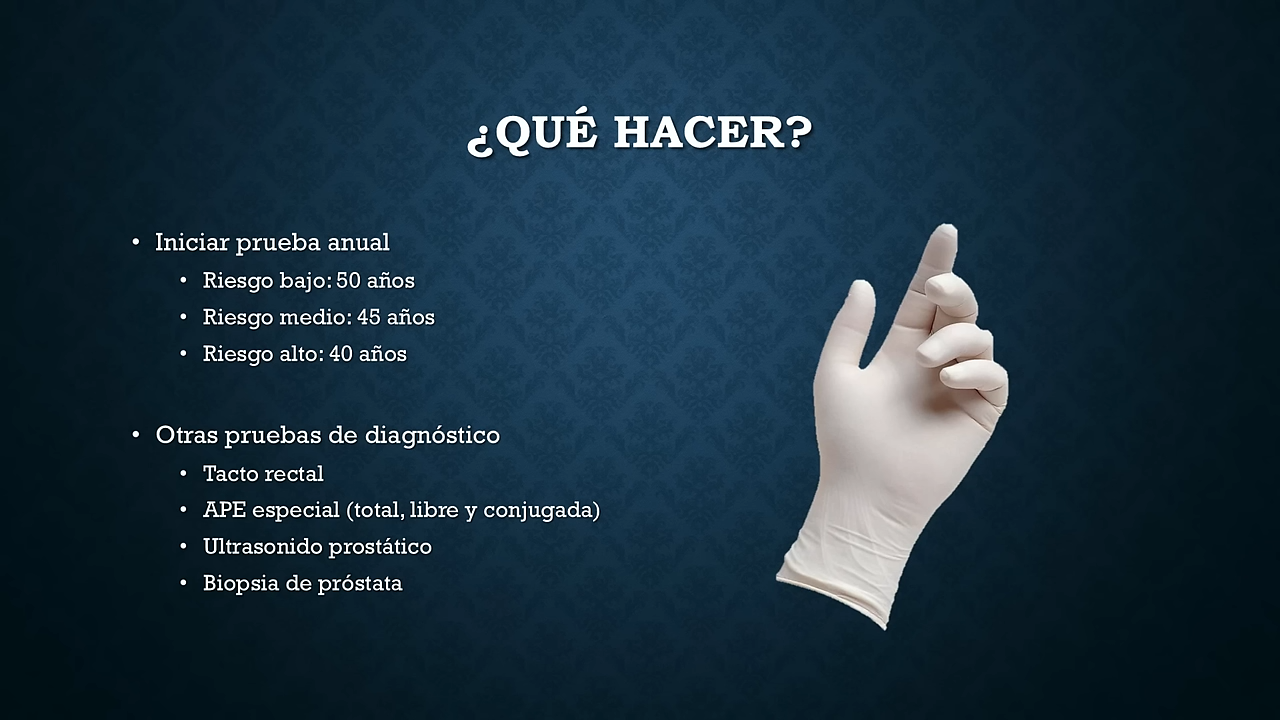 ¿QUÉ HACER?
• Iniciar prueba anual
• Riesgo bajo: 50 años
• Riesgo medio: 45 años
• Riesgo alto: 40 años
• Otras pruebas de diagnóstico
• Tacto rectal
• APE especial (total, libre y conjugada)
• Ultrasonido prostático
• Biopsia de próstata